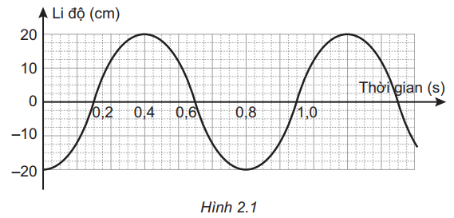 Li độ (cm)
20
10
Thời gian (s)
0
0,2 0,4 0,6 0,8 1,0
–10
–20
Hình 2.1